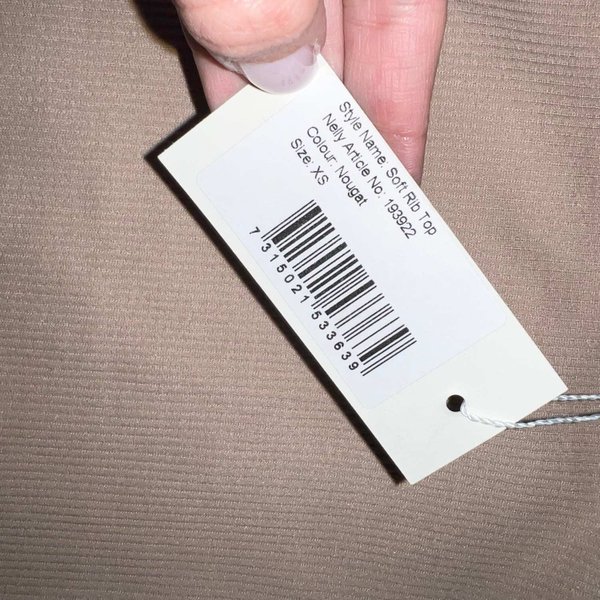 Style Name: Soft Rib Top
Nelly Article No: 193922
Colour: Nougat
Size: XS
7 315021 533639